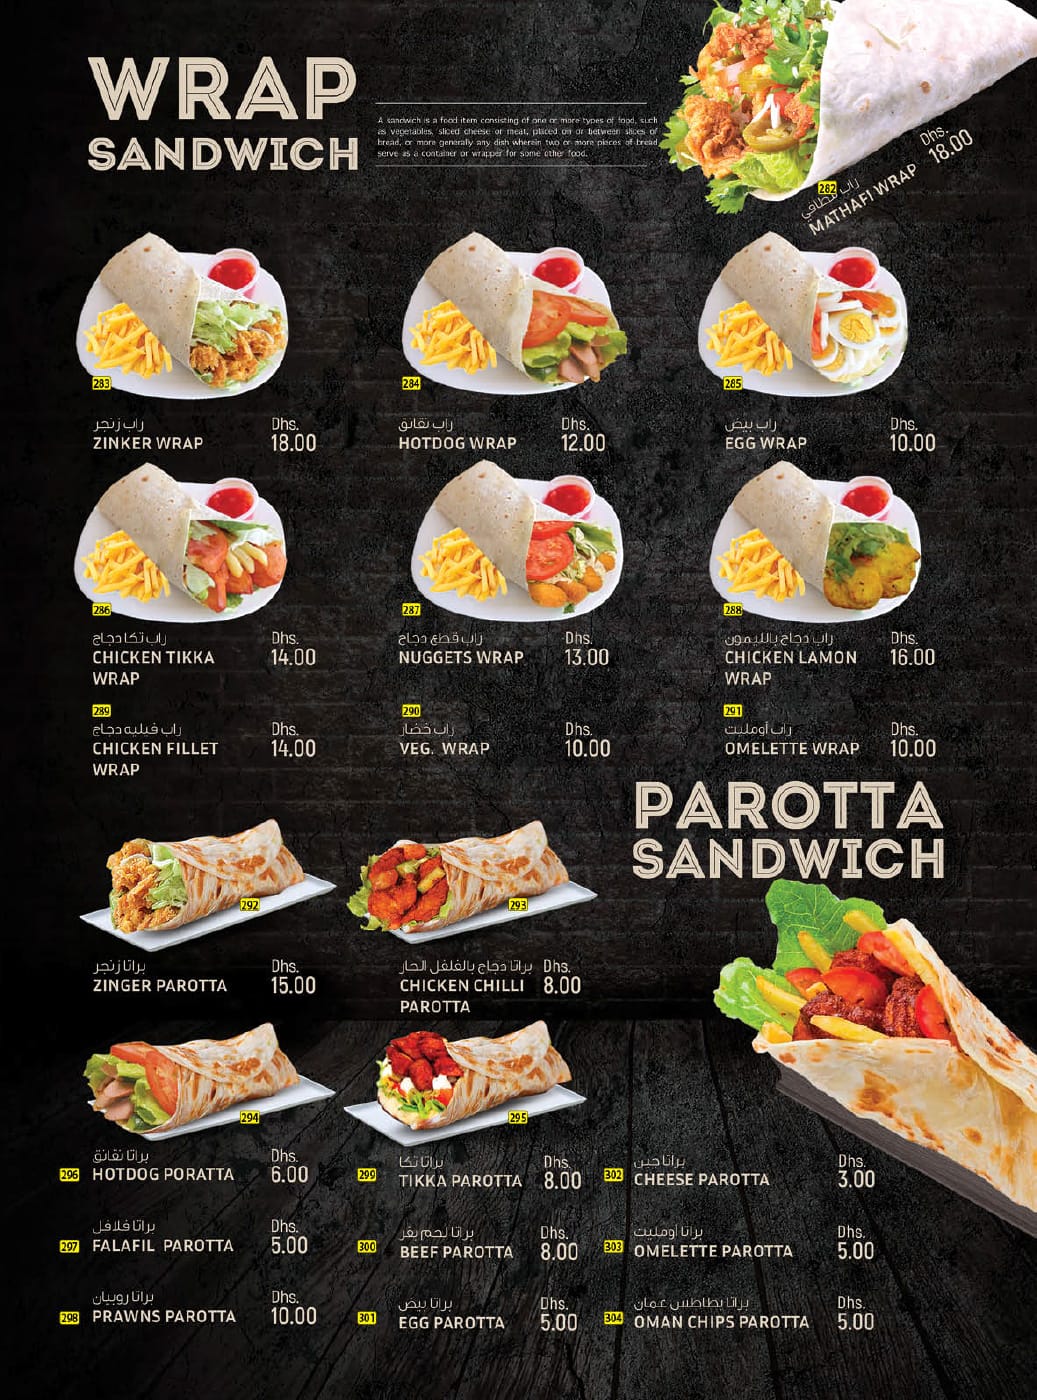 WRAP
SANDWICH
A sandwich is a food item consisting of one or more types of food, such
as vegetables, sliced cheese or meat, placed on or between slices of
bread, or more generally any dish wherein two or more pieces of bread
serve as a container or wrapper for some other food.
282
راب مطافي
MATHAFI WRAP
Dhs.
18.00
283
راب زنجر
ZINKER WRAP
Dhs.
18.00
284
راب نقانق
HOTDOG WRAP
Dhs.
12.00
285
راب بيض
EGG WRAP
Dhs.
10.00
286
راب تكا دجاج
CHICKEN TIKKA
WRAP
Dhs.
14.00
287
راب قطع دجاج
NUGGETS WRAP
Dhs.
13.00
288
راب دجاج بالليمون
CHICKEN LAMON
WRAP
Dhs.
16.00
289
راب فيليه دجاج
CHICKEN FILLET
WRAP
Dhs.
14.00
290
راب خضار
VEG. WRAP
Dhs.
10.00
291
راب أومليت
OMELETTE WRAP
Dhs.
10.00
PAROTTA
SANDWICH
292
براتا زنجر
ZINGER PAROTTA
Dhs.
15.00
293
براتا دجاج بالفلفل الحار
CHICKEN CHILLI
PAROTTA
Dhs.
8.00
294
295
296
براتا نقانق
HOTDOG PORATTA
Dhs.
6.00
299
براتا تكا
TIKKA PAROTTA
Dhs.
8.00
302
براتا جبن
CHEESE PAROTTA
Dhs.
3.00
297
براتا فلافل
FALAFIL PAROTTA
Dhs.
5.00
300
براتا لحم بقر
BEEF PAROTTA
Dhs.
8.00
303
براتا أومليت
OMELETTE PAROTTA
Dhs.
5.00
298
براتا روبيان
PRAWNS PAROTTA
Dhs.
10.00
301
براتا بيض
EGG PAROTTA
Dhs.
5.00
304
براتا بطاطس عمان
OMAN CHIPS PAROTTA
Dhs.
5.00